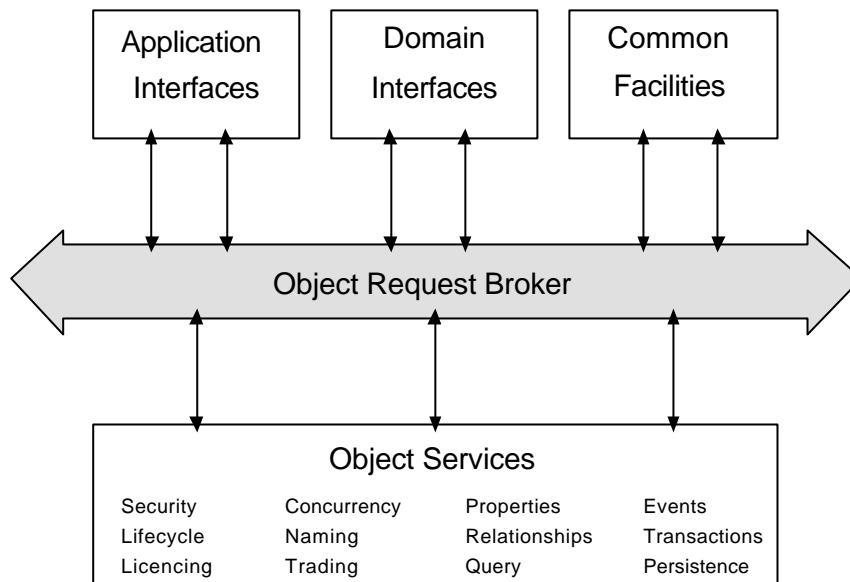 Application
Interfaces
Domain
Interfaces
Common
Facilities
Object Request Broker
Object Services
Security Concurrency Properties Events
Lifecycle Naming Relationships Transactions
Licencing Trading Query Persistence